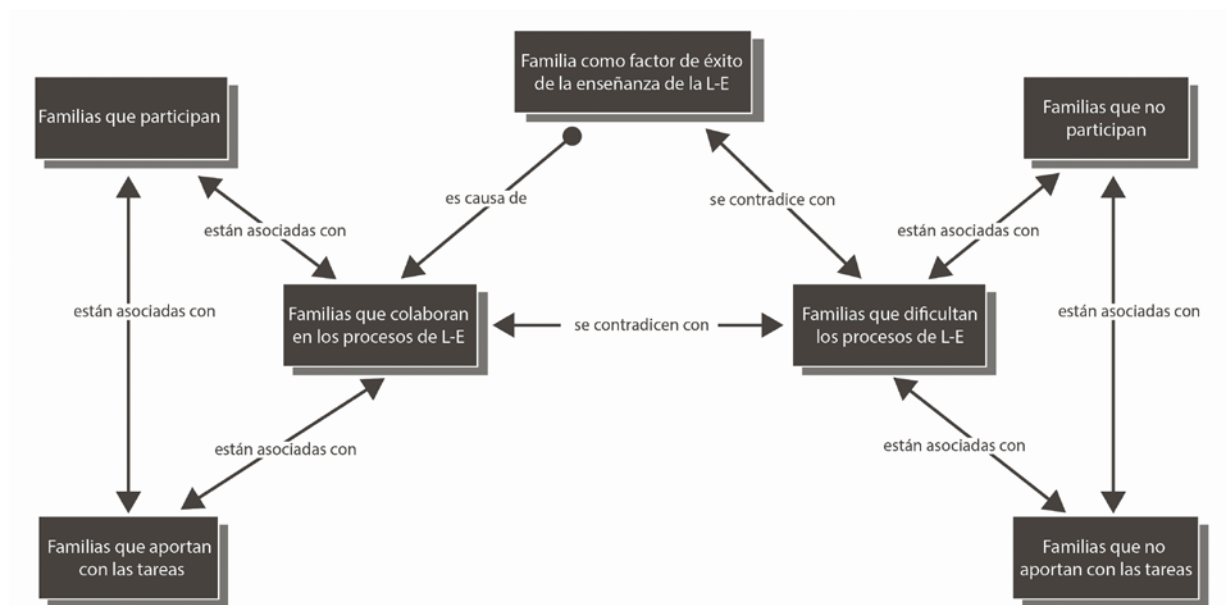 Familia como factor de éxito
de la enseñanza de la L-E
Familias que participan
Familias que no
participan
es causa de
se contradice con
están asociadas con
están asociadas con
Familias que colaboran
en los procesos de L-E
se contradicen con
Familias que dificultan
los procesos de L-E
están asociadas con
están asociadas con
están asociadas con
están asociadas con
Familias que aportan
con las tareas
Familias que no
aportan con las tareas